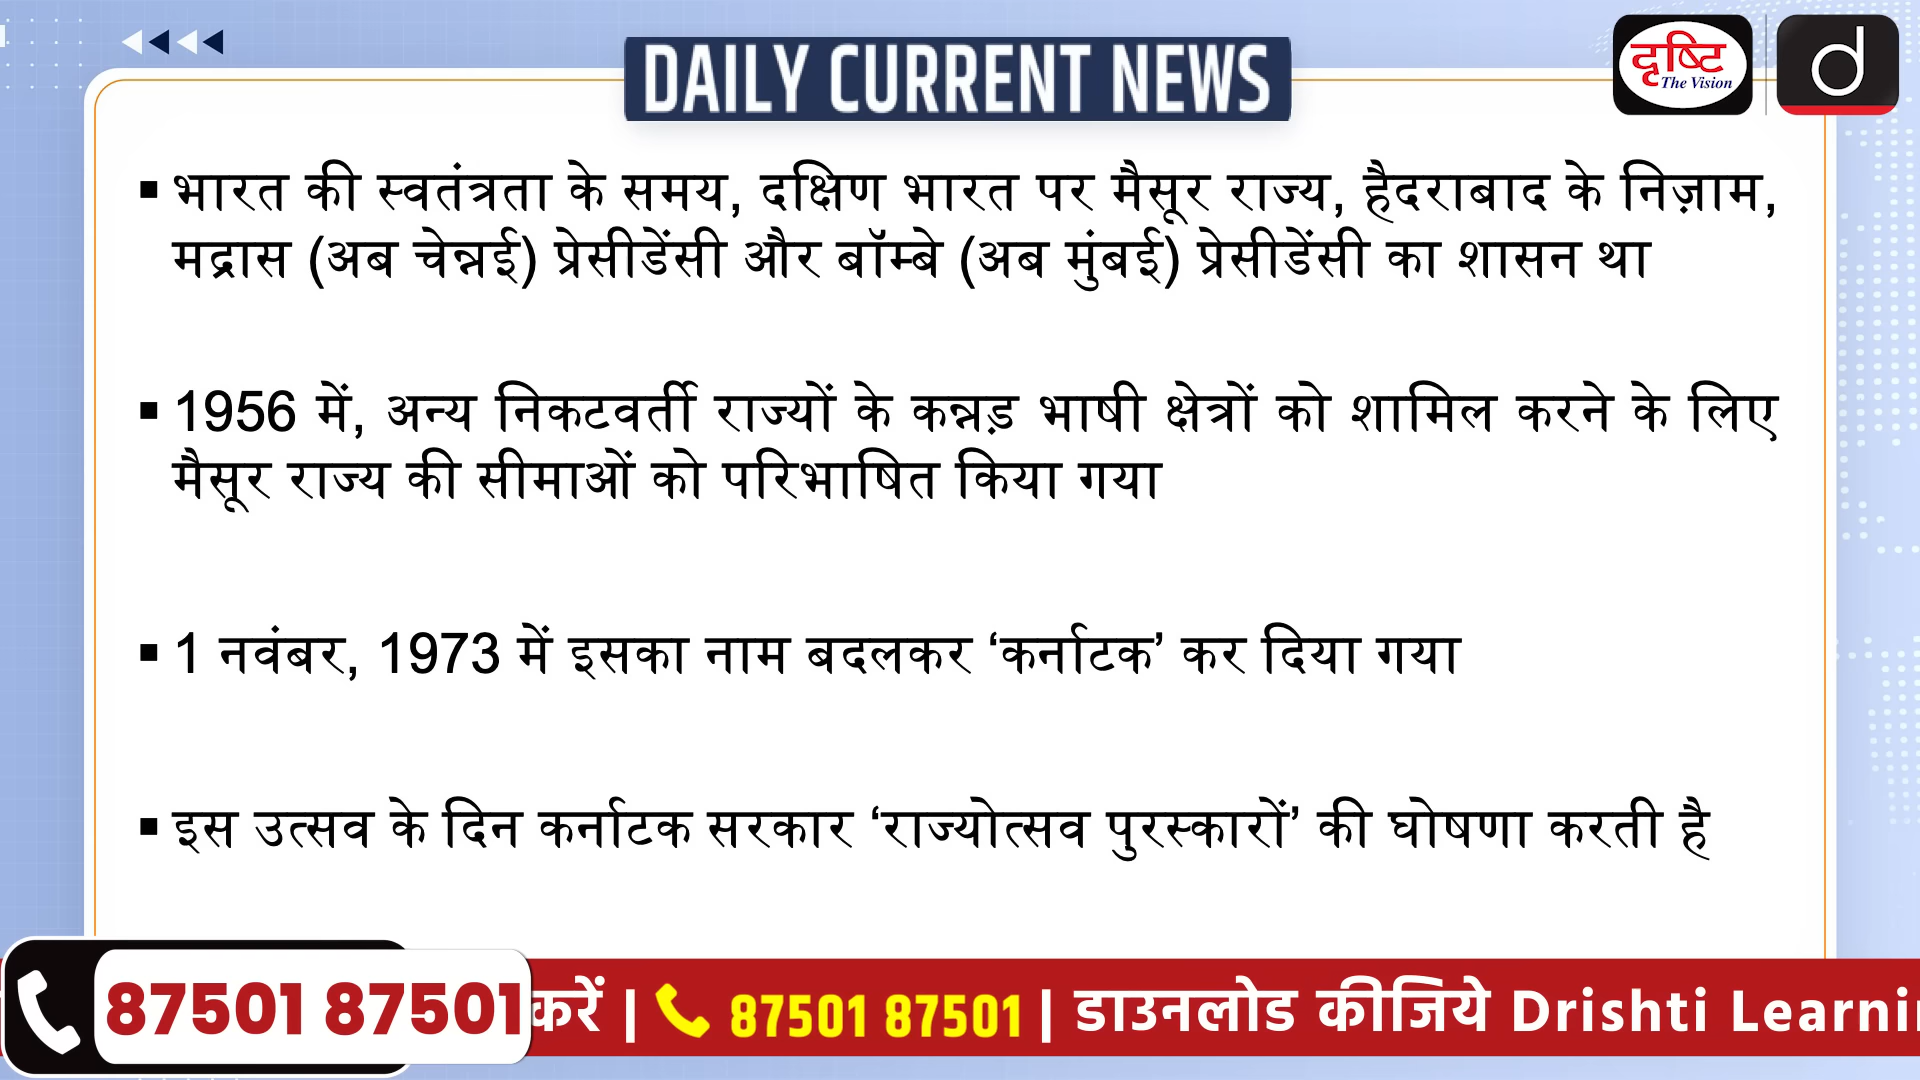 DAILY CURRENT NEWS
दृष्टि
The Vision
d
▪ भारत की स्वतंत्रता के समय, दक्षिण भारत पर मैसूर राज्य, हैदराबाद के निज़ाम,
मद्रास (अब चेन्नई) प्रेसीडेंसी और बॉम्बे (अब मुंबई) प्रेसीडेंसी का शासन था
▪ 1956 में, अन्य निकटवर्ती राज्यों के कन्नड़ भाषी क्षेत्रों को शामिल करने के लिए
मैसूर राज्य की सीमाओं को परिभाषित किया गया
▪ 1 नवंबर, 1973 में इसका नाम बदलकर ‘कर्नाटक’ कर दिया गया
▪ इस उत्सव के दिन कर्नाटक सरकार ‘राज्योत्सव पुरस्कारों’ की घोषणा करती है
87501 87501 करें | 87501 87501 | डाउनलोड कीजिये Drishti Learni